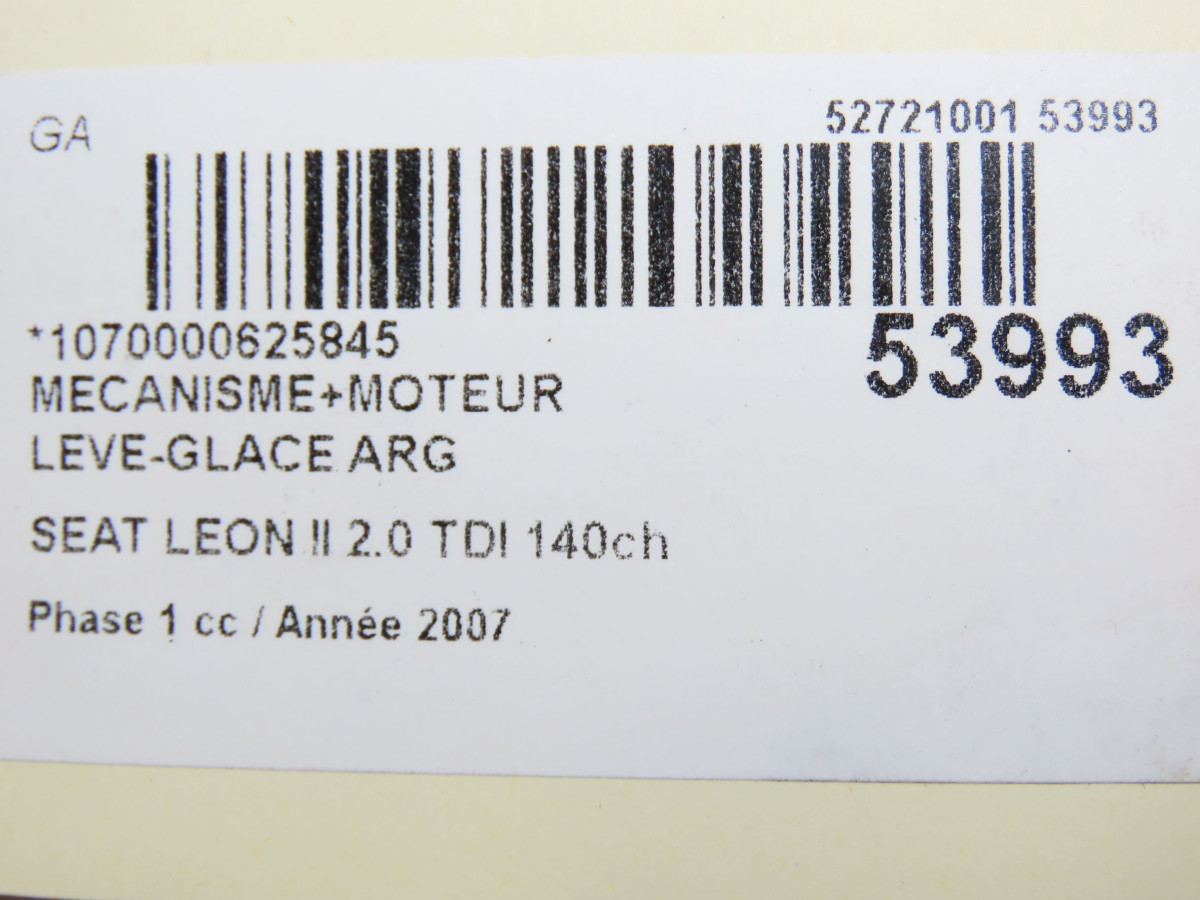 GA
52721001 53993
*1070000625845
53993
MECANISME+MOTEUR
LEVE-GLACE ARG
SEAT LEON II 2.0 TDI 140ch
Phase 1 cc / Année 2007